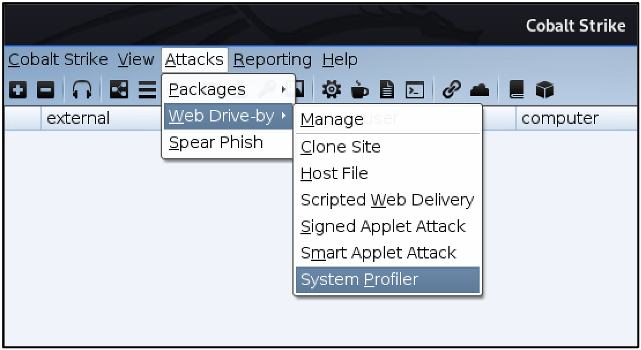 Cobalt Strike
Cobalt Strike View Attacks Reporting Help
Packages
Web Drive-by
Spear Phish
Manage
Clone Site
Host File
Scripted Web Delivery
Signed Applet Attack
Smart Applet Attack
System Profiler
external user computer